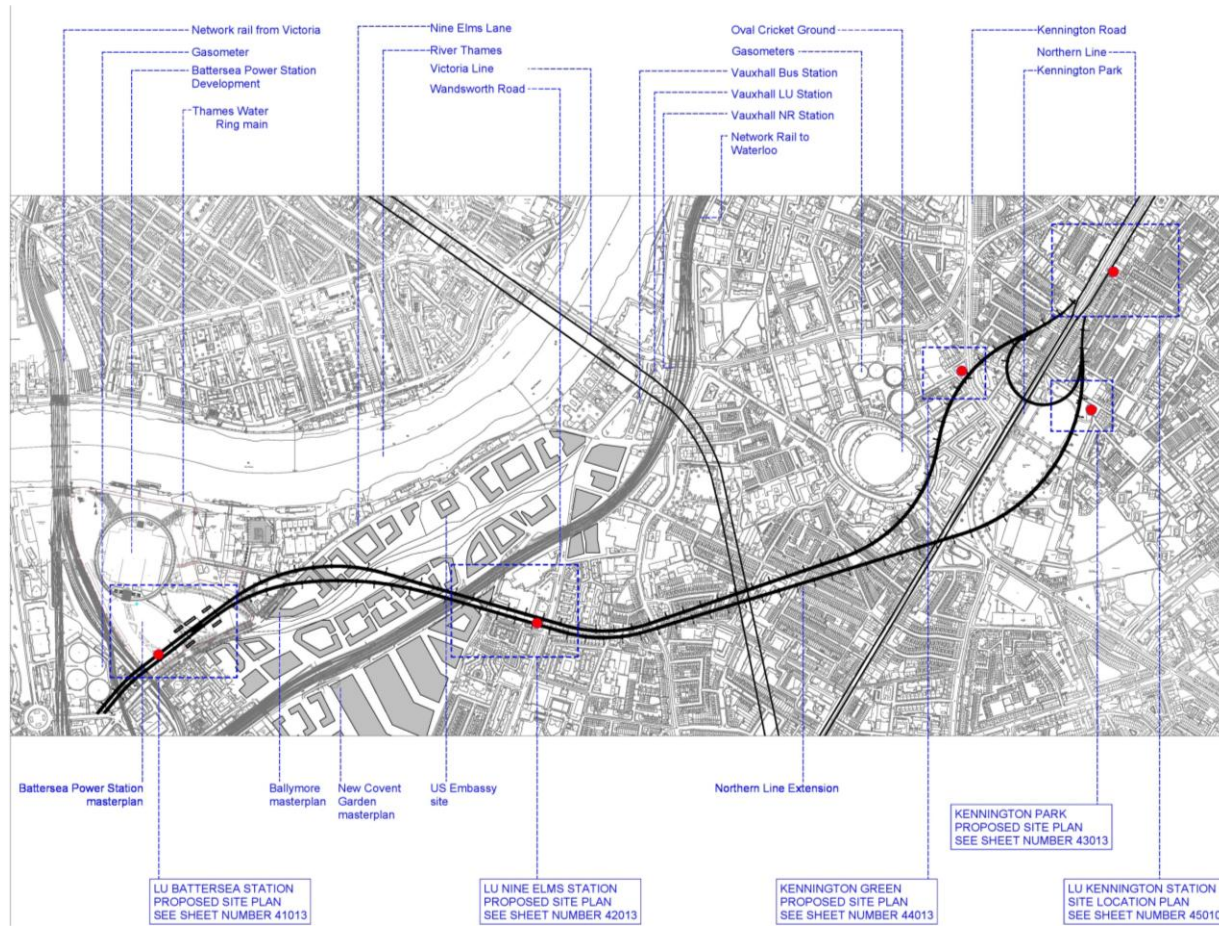 Network rail from Victoria
Gasometer
Battersea Power Station
Development
Thames Water
Ring main
Nine Elms Lane
River Thames
Victoria Line
Wandsworth Road
Oval Cricket Ground
Gasometers
Vauxhall Bus Station
Vauxhall LU Station
Vauxhall NR Station
Network Rail to
Waterloo
Kennington Road
Northern Line
Kennington Park
Battersea Power Station
masterplan
Ballymore
masterplan
New Covent
Garden
masterplan
US Embassy
site
Northern Line Extension
KENNINGTON PARK
PROPOSED SITE PLAN
SEE SHEET NUMBER 43013
LU BATTERSEA STATION
PROPOSED SITE PLAN
SEE SHEET NUMBER 41013
LU NINE ELMS STATION
PROPOSED SITE PLAN
SEE SHEET NUMBER 42013
KENNINGTON GREEN
PROPOSED SITE PLAN
SEE SHEET NUMBER 44013
LU KENNINGTON STATION
SITE LOCATION PLAN
SEE SHEET NUMBER 45010